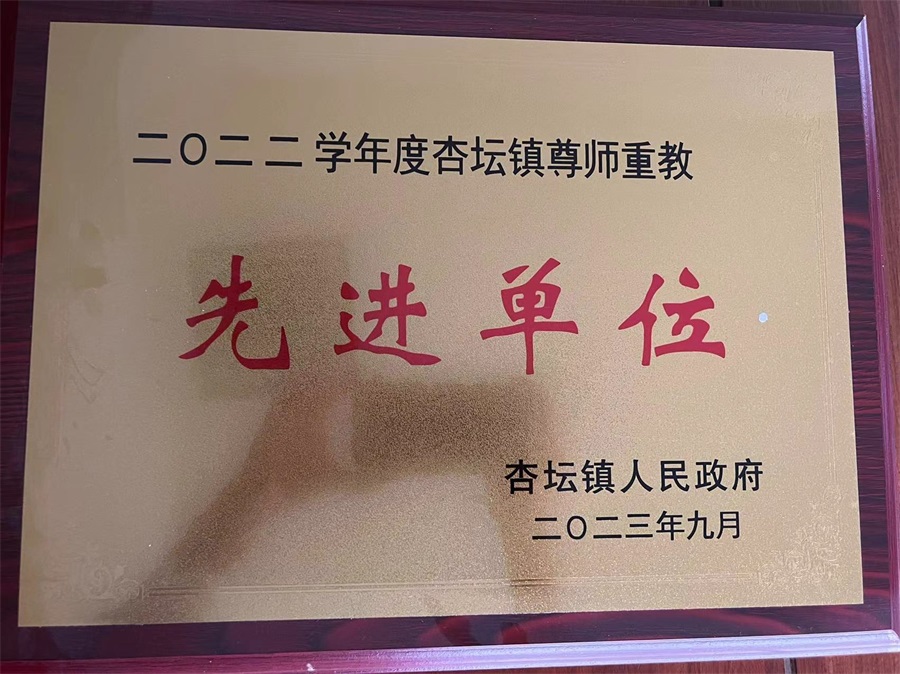 二〇二二学年度杏坛镇尊师重教
先进单位
杏坛镇人民政府
二〇二三年九月